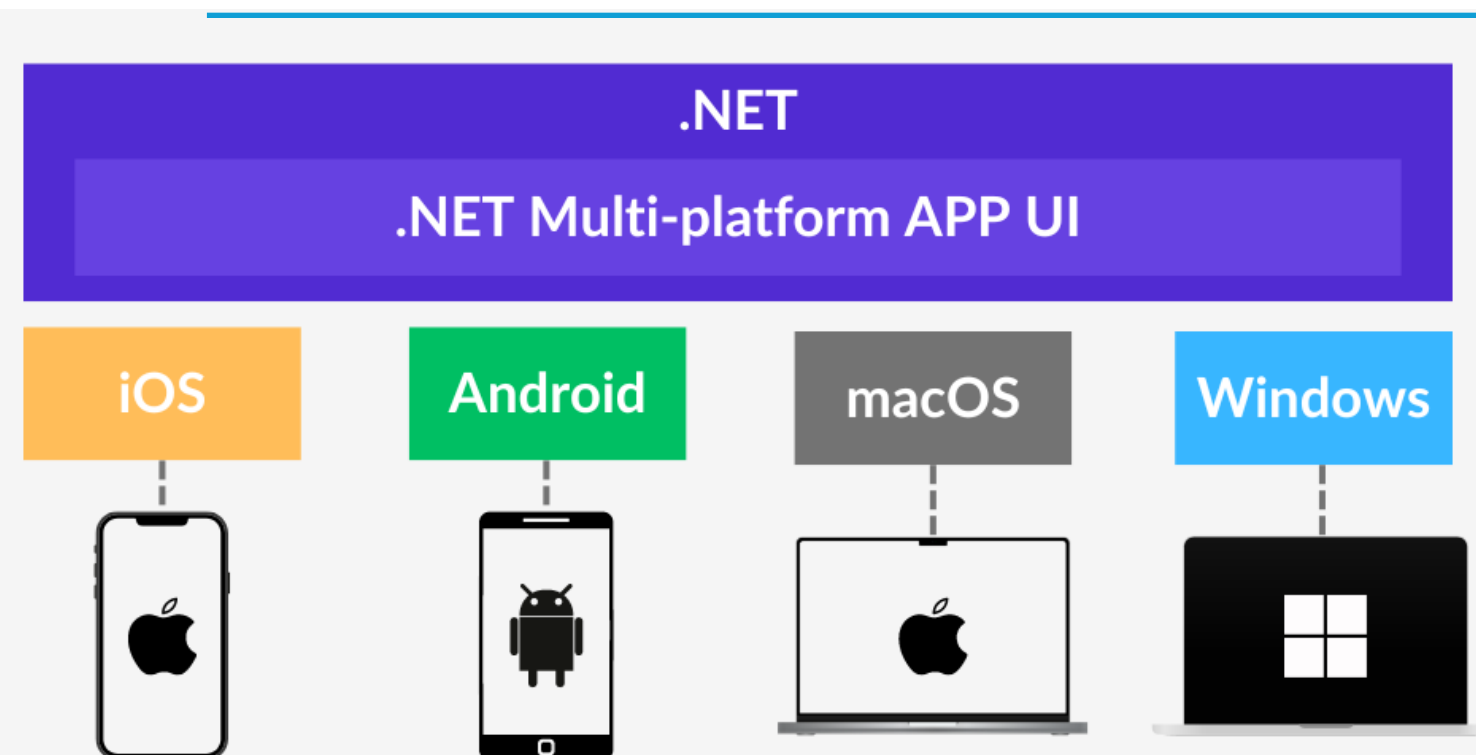 .NET
.NET Multi-platform APP UI
iOS
Android
macOS
Windows